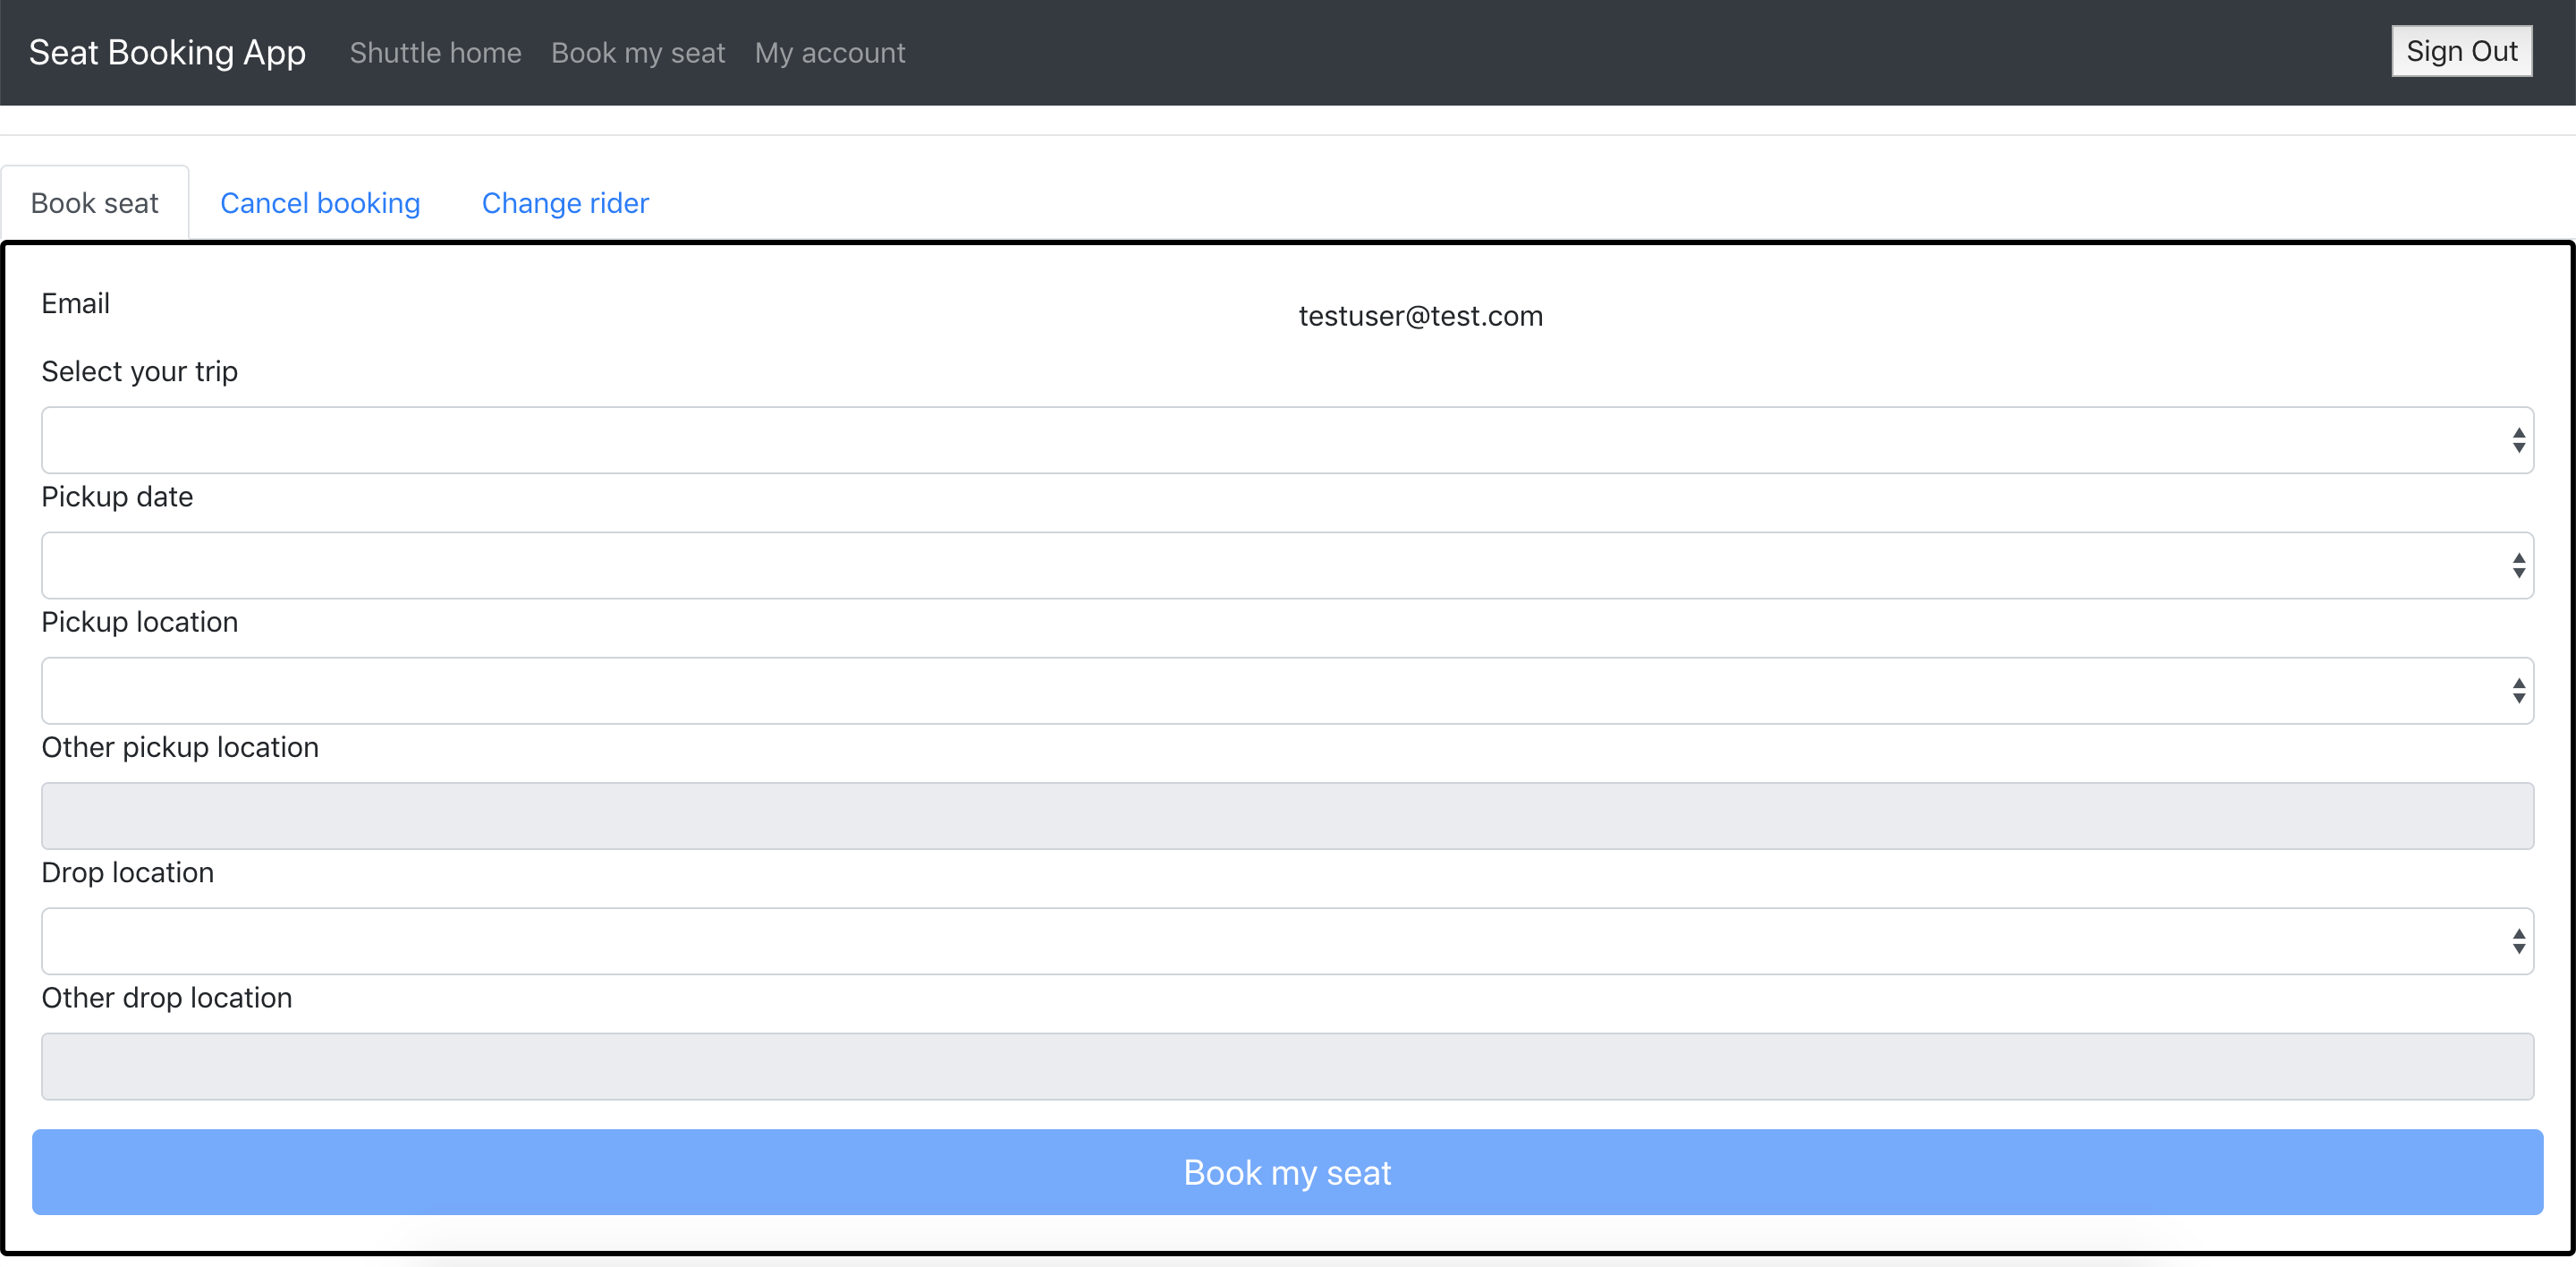 Seat Booking App Shuttle home Book my seat My account Sign Out
Book seat Cancel booking Change rider
Email testuser@test.com
Select your trip
Pickup date
Pickup location
Other pickup location
Drop location
Other drop location
Book my seat